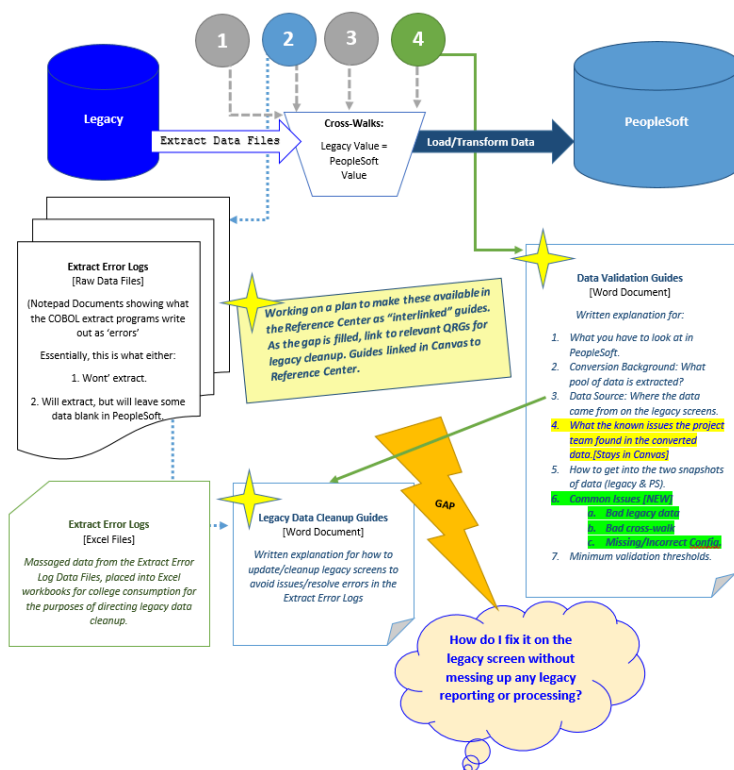 1
2
3
4
Legacy
Extract Data Files
Cross-Walks:
Legacy Value =
PeopleSoft
Value
Load/Transform Data
PeopleSoft
Extract Error Logs
[Raw Data Files]
(Notepad Documents showing what
the COBOL extract programs write
out as ‘errors’
Essentially, this is what either:
1. Wont’ extract.
2. Will extract, but will leave some
data blank in PeopleSoft.
Working on a plan to make these available in
the Reference Center as “interlinked” guides.
As the gap is filled, link to relevant QRGs for
legacy cleanup. Guides linked in Canvas to
Reference Center.
Data Validation Guides
[Word Document]
Written explanation for:
1. What you have to look at in
PeopleSoft.
2. Conversion Background: What
pool of data is extracted?
3. Data Source: Where the data
came from on the legacy screens.
4. What the known issues the project
team found in the converted
data.[Stays in Canvas]
5. How to get into the two snapshots
of data (legacy & PS).
6. Common Issues [NEW]
a. Bad legacy data
b. Bad cross-walk
c. Missing/Incorrect Config.
7. Minimum validation thresholds.
GAP
Extract Error Logs
[Excel Files]
Massaged data from the Extract Error
Log Data Files, placed into Excel
workbooks for college consumption for
the purposes of directing legacy data
cleanup.
Legacy Data Cleanup Guides
[Word Document]
Written explanation for how to
update/cleanup legacy screens to
avoid issues/resolve errors in the
Extract Error Logs
How do I fix it on the
legacy screen without
messing up any legacy
reporting or processing?